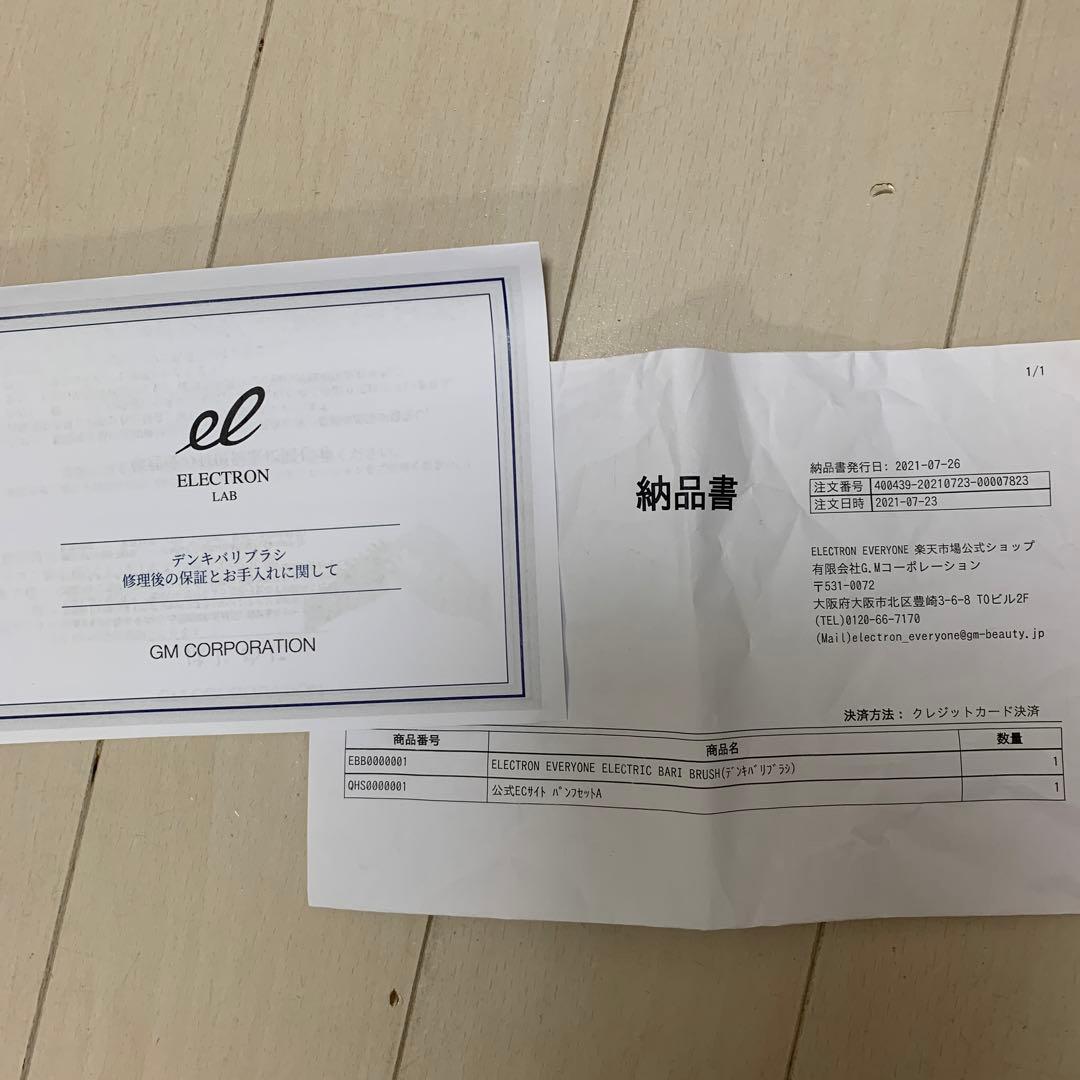 el
ELECTRON
LAB
デンキバリブラシ
修理後の保証とお手入れに関して
GM CORPORATION
1/1
納品書
納品書発行日: 2021-07-26
注文番号 400439-20210723-00007823
注文日時 2021-07-23
ELECTRON EVERYONE 楽天市場公式ショップ
有限会社G.Mコーポレーション
〒531-0072
大阪府大阪市北区豊崎3-6-8 TOビル2F
(TEL)0120-66-7170
(Mail)electron_everyone@gm-beauty.jp
決済方法: クレジットカード決済
商品番号 商品名 数量
EBB0000001 ELECTRON EVERYONE ELECTRIC BARI BRUSH(ﾃﾞﾝｷﾊﾞﾘﾌﾞﾗｼ) 1
QHS0000001 公式ECｻｲﾄ ﾊﾟﾝﾌｾｯﾄA 1